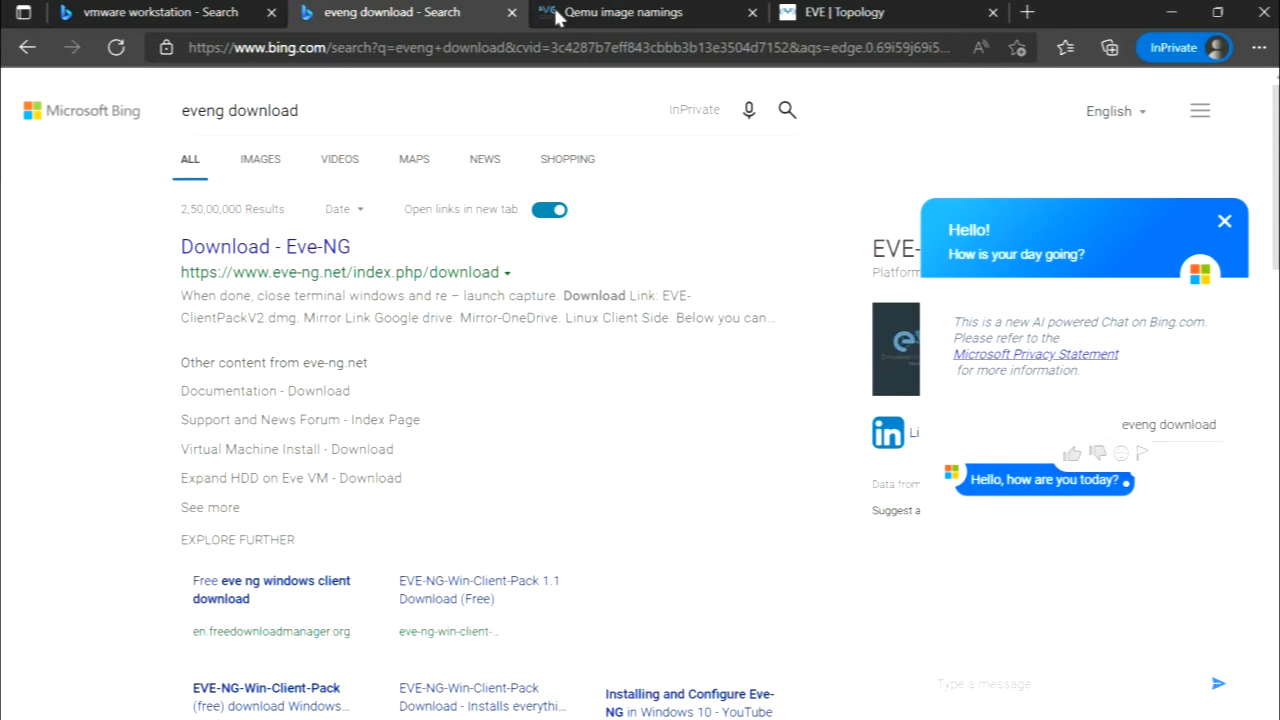 vmware workstation - Search
eveng download - Search
Qemu image namings
EVE | Topology
https://www.bing.com/search?q=eveng+download&cvid=3c4287b7eff843cbbb3b13e3504d7152&aqs=edge.0.69i59j69i5...
InPrivate
Microsoft Bing
eveng download
InPrivate
English
ALL
IMAGES
VIDEOS
MAPS
NEWS
SHOPPING
2,50,00,000 Results
Date
Open links in new tab
Download - Eve-NG
https://www.eve-ng.net/index.php/download
When done, close terminal windows and re – launch capture. Download Link: EVE-
ClientPackV2.dmg. Mirror Link Google drive. Mirror-OneDrive. Linux Client Side. Below you can...
Other content from eve-ng.net
Documentation - Download
Support and News Forum - Index Page
Virtual Machine Install - Download
Expand HDD on Eve VM - Download
See more
EXPLORE FURTHER
Free eve ng windows client
download
en.freedownloadmanager.org
EVE-NG-Win-Client-Pack 1.1
Download (Free)
eve-ng-win-client-..
EVE-NG-Win-Client-Pack
(free) download Windows...
EVE-NG-Win-Client-Pack
Download - Installs everythi...
Installing and Configure Eve-
NG in Windows 10 - YouTube
EVE-
Platform
Li
Data from
Suggest a
Hello!
How is your day going?
This is a new AI powered Chat on Bing.com.
Please refer to the
Microsoft Privacy Statement
for more information.
eveng download
Hello, how are you today?
Type a message